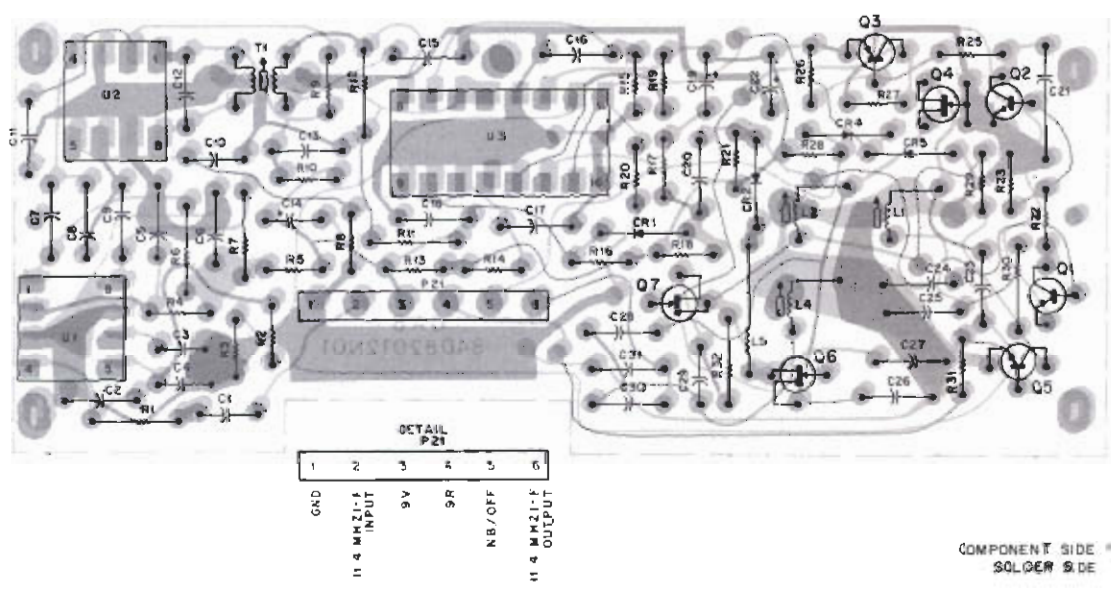 Q3
R25
C15
C16
T1
C12
U2
R9
R12
R19
C19
C22
R26
R27
Q4
Q2
C21
C11
U3
CR4
C13
C10
R10
R28
CR5
R20
R17
C20
R21
CR2
R29
R23
C7
C8
C9
C5
R6
C6
R7
C14
R8
C18
R11
C17
CR1
L1
R22
R5
R13
R14
R16
R18
C24
C25
C23
R30
Q1
P21
1 2 3 4 5 6
Q7
L4
U1
R4
C3
R3
R2
84D82012N01
C28
L5
C4
C31
C29
R32
Q6
C27
R31
Q5
C2
R1
C1
C30
C26
DETAIL
P21
1 2 3 4 5 6
GND
11.4 MHZ I-F
INPUT
9V
9R
NB/OFF
11.4 MHZ I-F
OUTPUT
COMPONENT SIDE
SOLDER SIDE